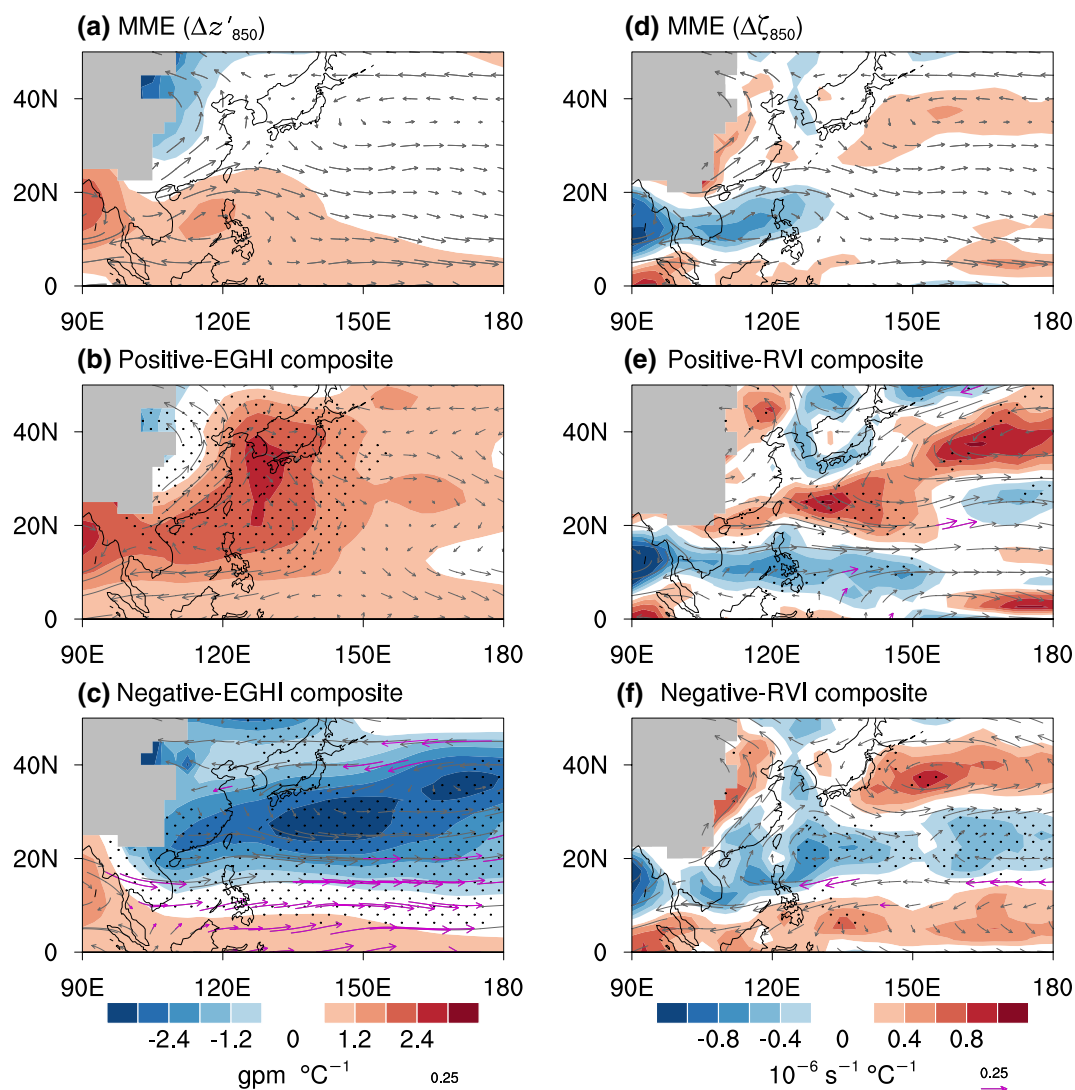 (a) MME (Δz′850)
40N
20N
0
90E 120E 150E 180
(d) MME (Δζ850)
40N
20N
0
90E 120E 150E 180
(b) Positive-EGHI composite
40N
20N
0
90E 120E 150E 180
(e) Positive-RVI composite
40N
20N
0
90E 120E 150E 180
(c) Negative-EGHI composite
40N
20N
0
90E 120E 150E 180
(f) Negative-RVI composite
40N
20N
0
90E 120E 150E 180
-2.4 -1.2 0 1.2 2.4
gpm °C⁻¹ 0.25
-0.8 -0.4 0 0.4 0.8
10⁻⁶ s⁻¹ °C⁻¹ 0.25